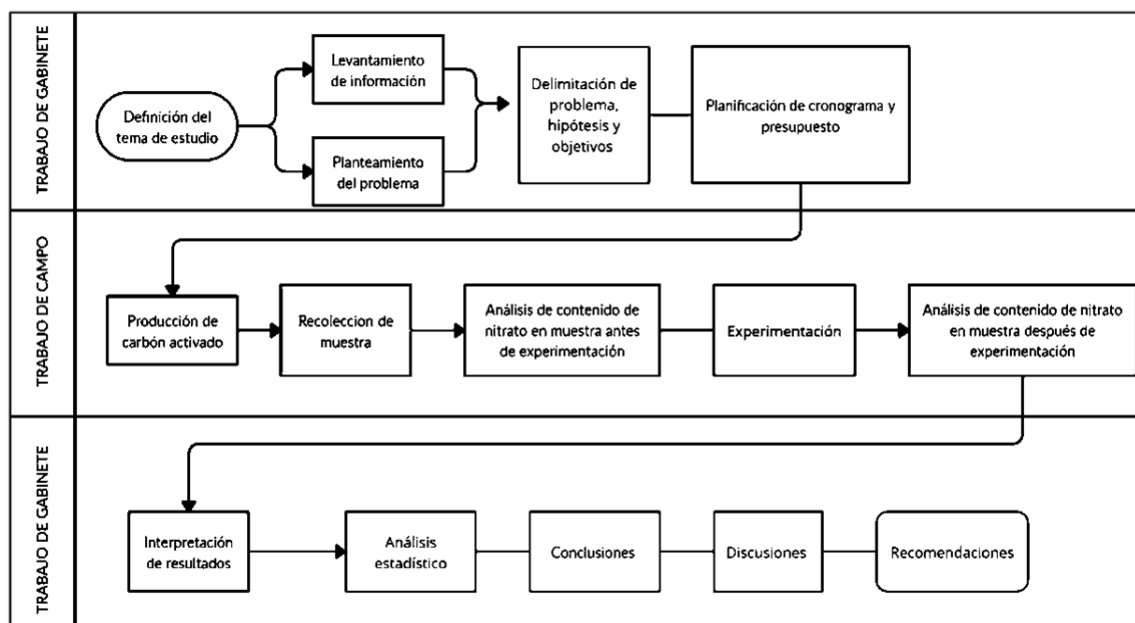 TRABAJO DE GABINETE
Definición del
tema de estudio
Levantamiento
de información
Planteamiento
del problema
Delimitación de
problema,
hipótesis y
objetivos
Planificación de cronograma y
presupuesto
TRABAJO DE CAMPO
Producción de
carbón activado
Recoleccion de
muestra
Análisis de contenido de
nitrato en muestra antes
de experimentación
Experimentación
Análisis de contenido de nitrato
en muestra después de
experimentación
TRABAJO DE GABINETE
Interpretación
de resultados
Análisis
estadístico
Conclusiones
Discusiones
Recomendaciones